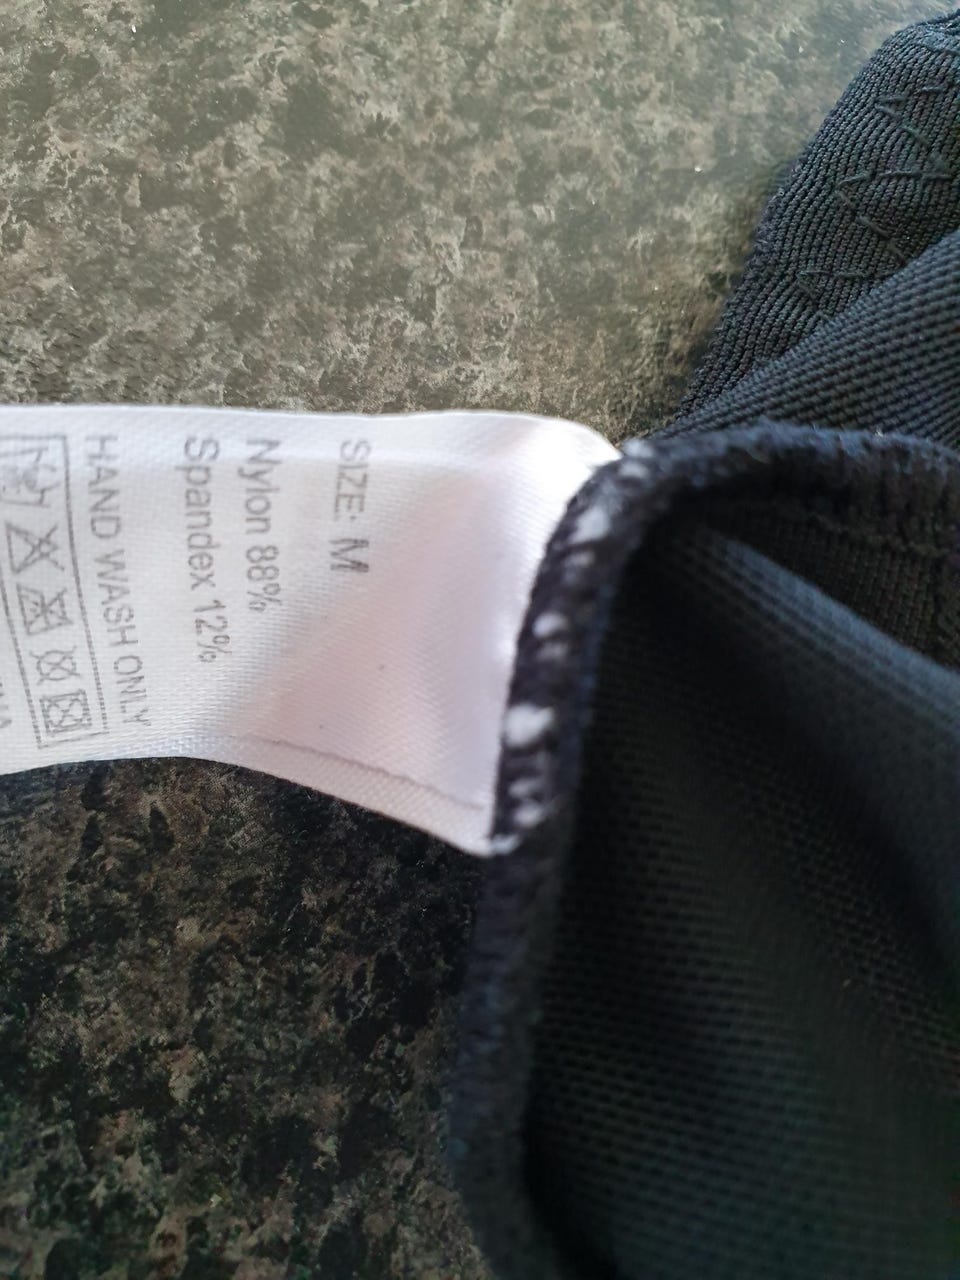 SIZE: M
Nylon 88%
Spandex 12%
HAND WASH ONLY